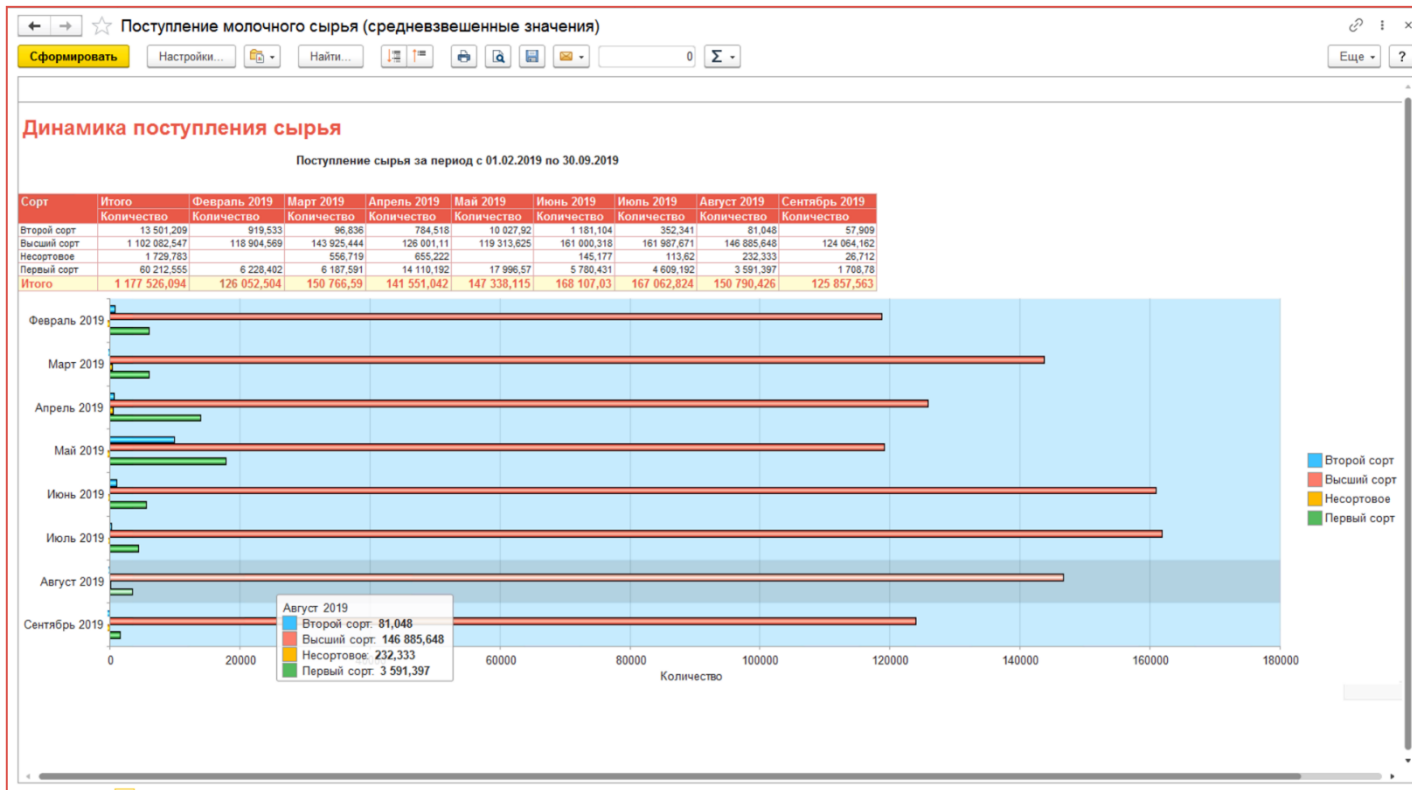 Поступление молочного сырья (средневзвешенные значения)
Сформировать Настройки... Найти... 0 Σ Еще ?
Динамика поступления сырья
Поступление сырья за период с 01.02.2019 по 30.09.2019
Сорт Итого Февраль 2019 Март 2019 Апрель 2019 Май 2019 Июнь 2019 Июль 2019 Август 2019 Сентябрь 2019
Количество Количество Количество Количество Количество Количество Количество Количество Количество
Второй сорт 13 501,209 919,533 96,836 784,518 10 027,92 1 181,104 352,341 81,048 57,909
Высший сорт 1 102 082,547 118 904,569 143 925,444 126 001,11 119 313,625 161 000,318 161 987,671 146 885,648 124 064,162
Несортовое 1 729,783 556,719 655,222 145,177 113,62 232,333 26,712
Первый сорт 60 212,555 6 228,402 6 187,591 14 110,192 17 996,57 5 780,431 4 609,192 3 591,397 1 708,78
Итого 1 177 526,094 126 052,504 150 766,59 141 551,042 147 338,115 168 107,03 167 062,824 150 790,426 125 857,563
Февраль 2019
Март 2019
Апрель 2019
Май 2019
Июнь 2019
Июль 2019
Август 2019
Сентябрь 2019
Август 2019
Второй сорт: 81,048
Высший сорт: 146 885,648
Несортовое: 232,333
Первый сорт: 3 591,397
0 20000 60000 80000 100000 120000 140000 160000 180000
Количество
Второй сорт
Высший сорт
Несортовое
Первый сорт